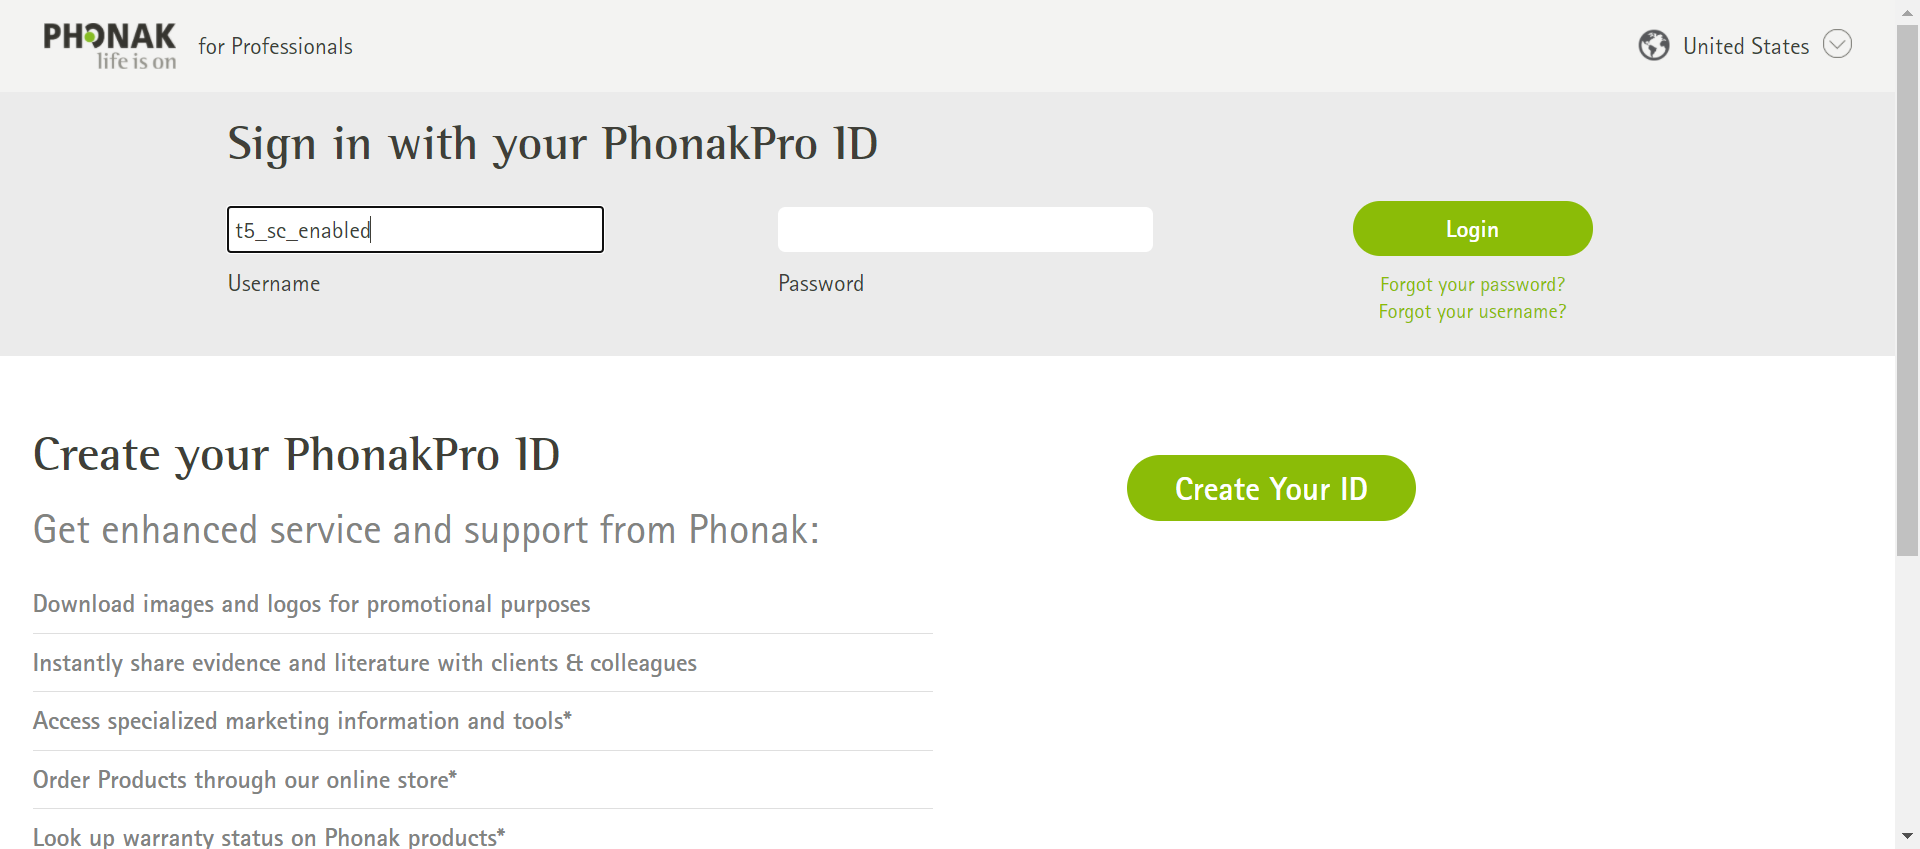 PHONAK
life is on
for Professionals
United States
Sign in with your PhonakPro ID
t5_sc_enabled
Login
Username
Password
Forgot your password?
Forgot your username?
Create your PhonakPro ID
Create Your ID
Get enhanced service and support from Phonak:
Download images and logos for promotional purposes
Instantly share evidence and literature with clients & colleagues
Access specialized marketing information and tools*
Order Products through our online store*
Look up warranty status on Phonak products*